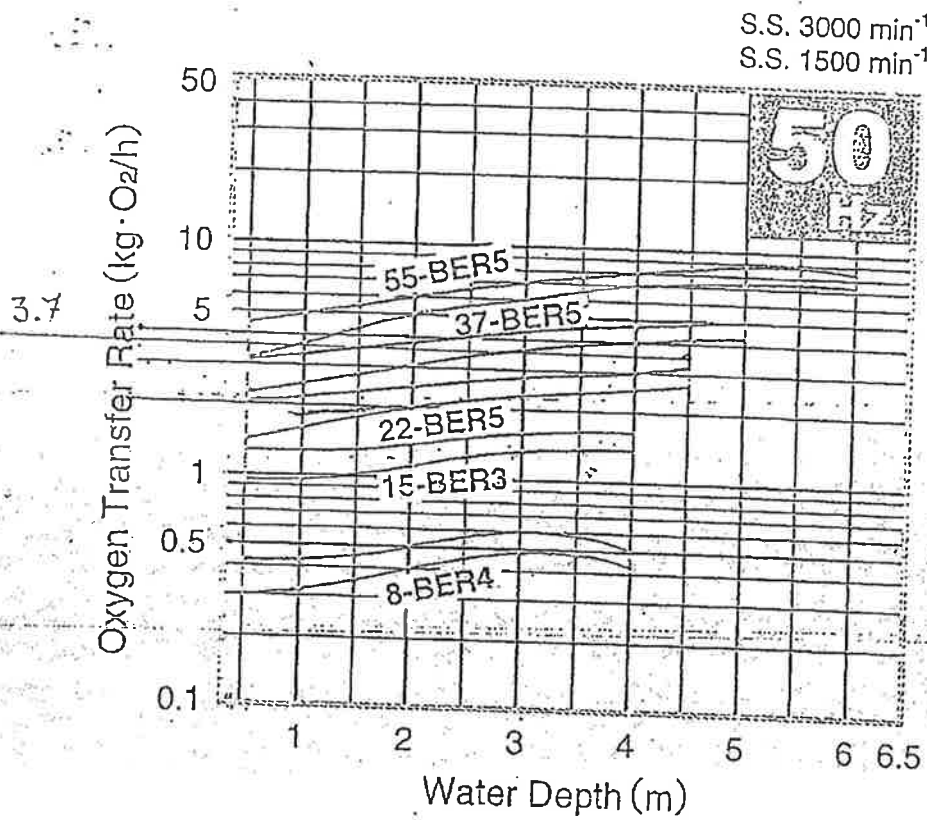 S.S. 3000 min⁻¹
S.S. 1500 min⁻¹
50
Hz
50
10
5
1
0.5
0.1
3.7
Oxygen Transfer Rate (kg·O₂/h)
55-BER5
37-BER5
22-BER5
15-BER3
8-BER4
1 2 3 4 5 6 6.5
Water Depth (m)